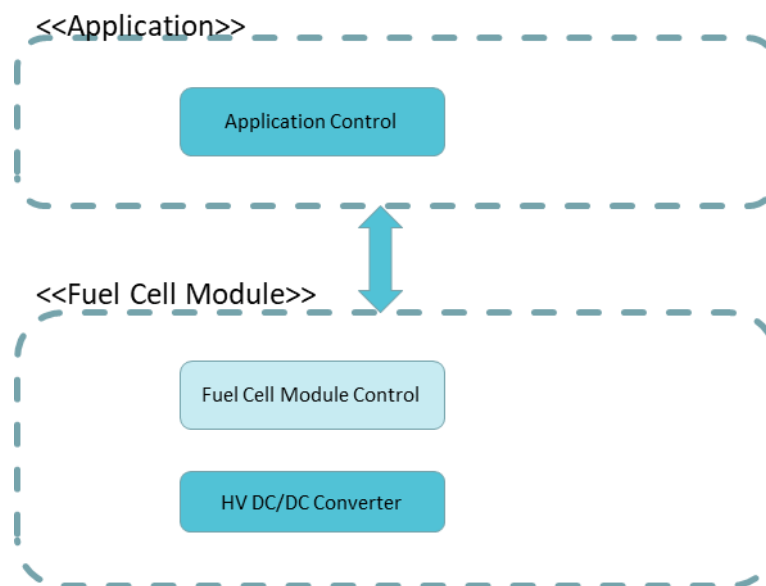 <<Application>>
Application Control
<<Fuel Cell Module>>
Fuel Cell Module Control
HV DC/DC Converter